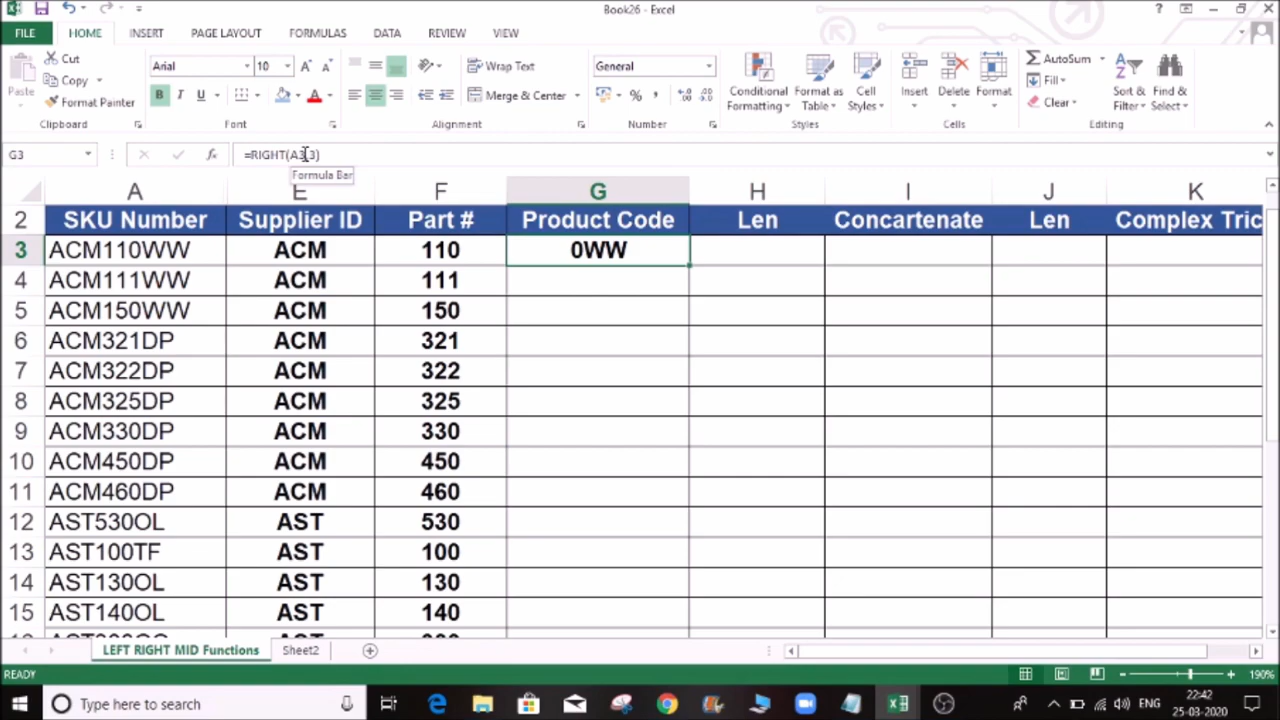 Book26 - Excel
FILE HOME INSERT PAGE LAYOUT FORMULAS DATA REVIEW VIEW
Paste
Cut
Copy
Format Painter
Clipboard
Arial 10
B I U
Font
Wrap Text
Merge & Center
Alignment
General
Number
Conditional Formatting
Format as Table
Cell Styles
Styles
Insert
Delete
Format
Cells
AutoSum
Fill
Clear
Sort & Filter
Find & Select
Editing
G3 fx =RIGHT(A3,3)
Formula Bar
A E F G H I J K
2 SKU Number Supplier ID Part # Product Code Len Concartenate Len Complex Tric
3 ACM110WW ACM 110 0WW
4 ACM111WW ACM 111
5 ACM150WW ACM 150
6 ACM321DP ACM 321
7 ACM322DP ACM 322
8 ACM325DP ACM 325
9 ACM330DP ACM 330
10 ACM450DP ACM 450
11 ACM460DP ACM 460
12 AST530OL AST 530
13 AST100TF AST 100
14 AST130OL AST 130
15 AST140OL AST 140
LEFT RIGHT MID Functions Sheet2
READY 190%
Type here to search
ENG
22:42
25-03-2020